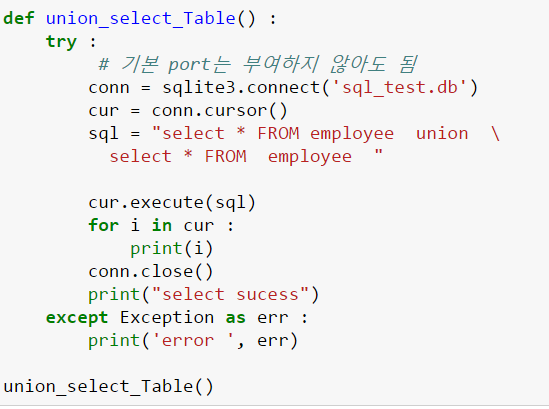 def union_select_Table() :
    try :
         # 기본 port는 부여하지 않아도 됨
        conn = sqlite3.connect('sql_test.db')
        cur = conn.cursor()
        sql = "select * FROM employee  union  \
          select * FROM  employee  "

        cur.execute(sql)
        for i in cur :
            print(i)
        conn.close()
        print("select sucess")
    except Exception as err :
        print('error ', err)

union_select_Table()